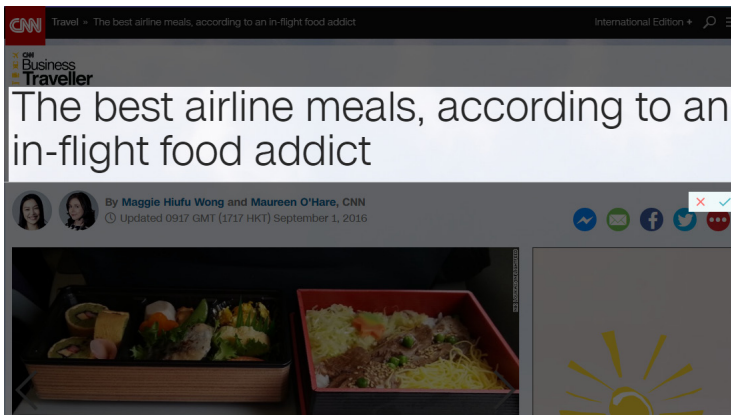 CNN Travel » The best airline meals, according to an in-flight food addict International Edition +
CNN
Business
Traveller
The best airline meals, according to an
in-flight food addict
By Maggie Hiufu Wong and Maureen O'Hare, CNN
Updated 0917 GMT (1717 HKT) September 1, 2016